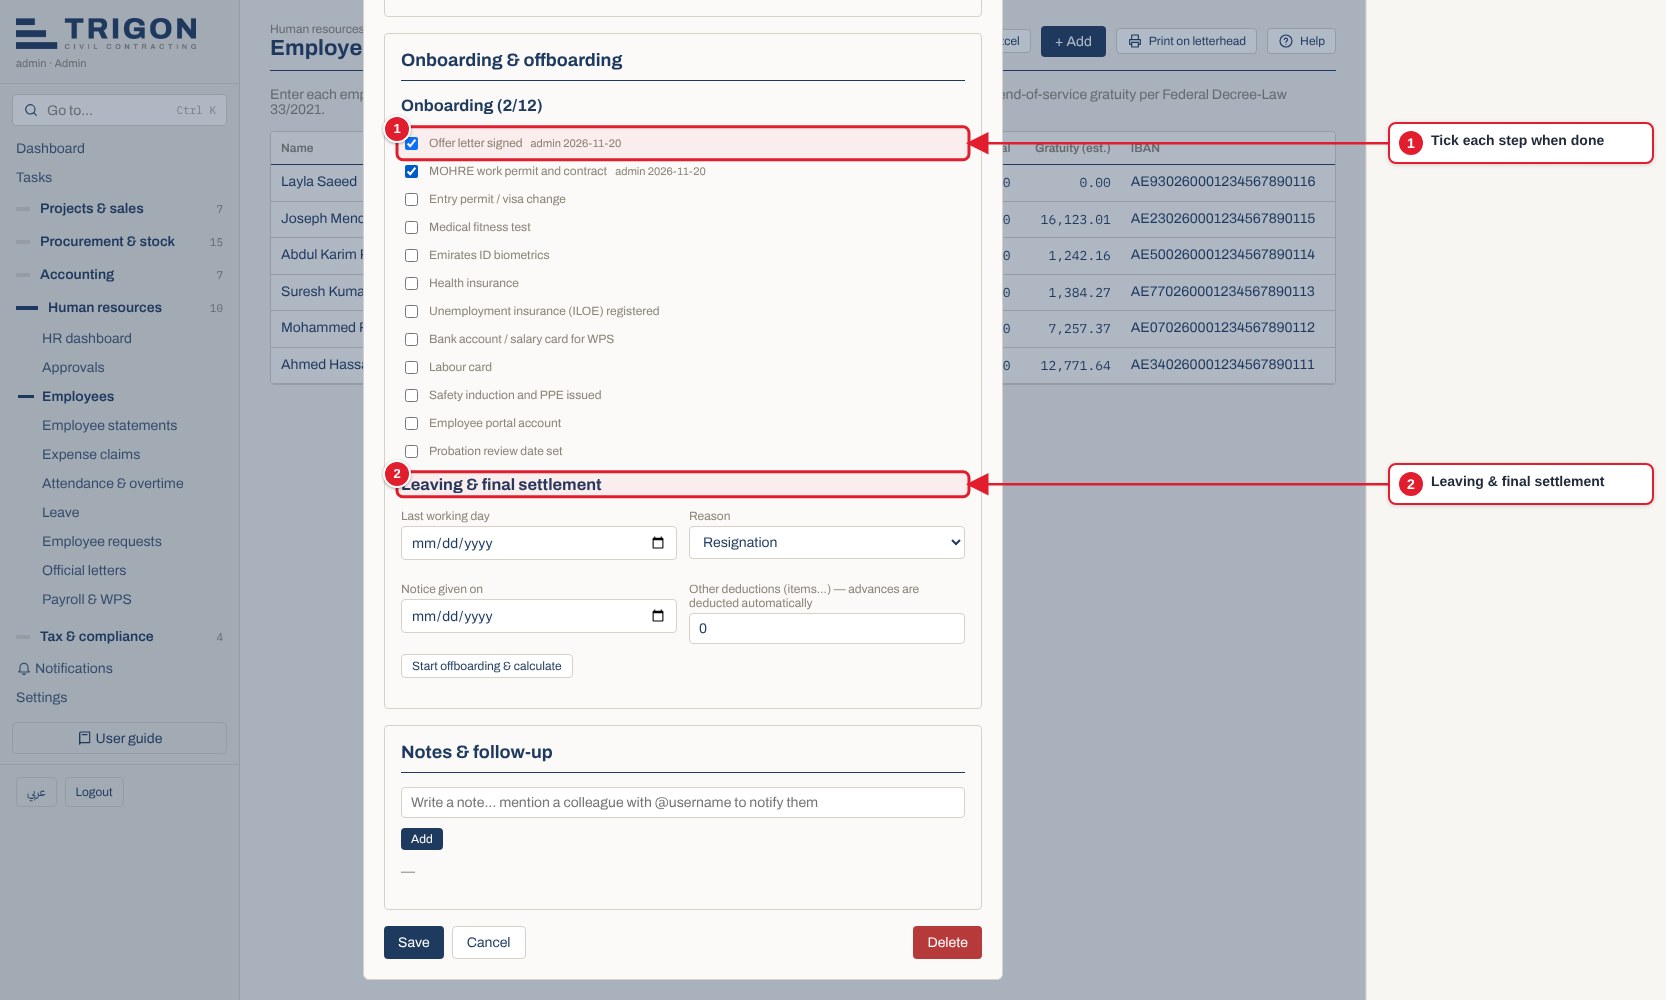 TRIGON
CIVIL CONTRACTING
admin · Admin
Go to...
Ctrl K
Dashboard
Tasks
Projects & sales 7
Procurement & stock 15
Accounting 7
Human resources 10
HR dashboard
Approvals
Employees
Employee statements
Expense claims
Attendance & overtime
Leave
Employee requests
Official letters
Payroll & WPS
Tax & compliance 4
Notifications
Settings
User guide
عربي
Logout
Human resources
+ Add
Print on letterhead
Help
Enter each
end-of-service gratuity per Federal Decree-Law
33/2021.
Name
Gratuity (est.)
IBAN
Layla Saeed
0.00
AE930260001234567890116
Joseph
16,123.01
AE230260001234567890115
Abdul Karim
1,242.16
AE500260001234567890114
Suresh
1,384.27
AE770260001234567890113
Mohammed
7,257.37
AE070260001234567890112
Ahmed
12,771.64
AE340260001234567890111
Onboarding & offboarding
Onboarding (2/12)
1
Offer letter signed admin 2026-11-20
MOHRE work permit and contract admin 2026-11-20
Entry permit / visa change
Medical fitness test
Emirates ID biometrics
Health insurance
Unemployment insurance (ILOE) registered
Bank account / salary card for WPS
Labour card
Safety induction and PPE issued
Employee portal account
Probation review date set
2
Leaving & final settlement
Last working day
mm/dd/yyyy
Reason
Resignation
Notice given on
mm/dd/yyyy
Other deductions (items...) — advances are
deducted automatically
0
Start offboarding & calculate
Notes & follow-up
Write a note... mention a colleague with @username to notify them
Add
—
Save
Cancel
Delete
1 Tick each step when done
2 Leaving & final settlement